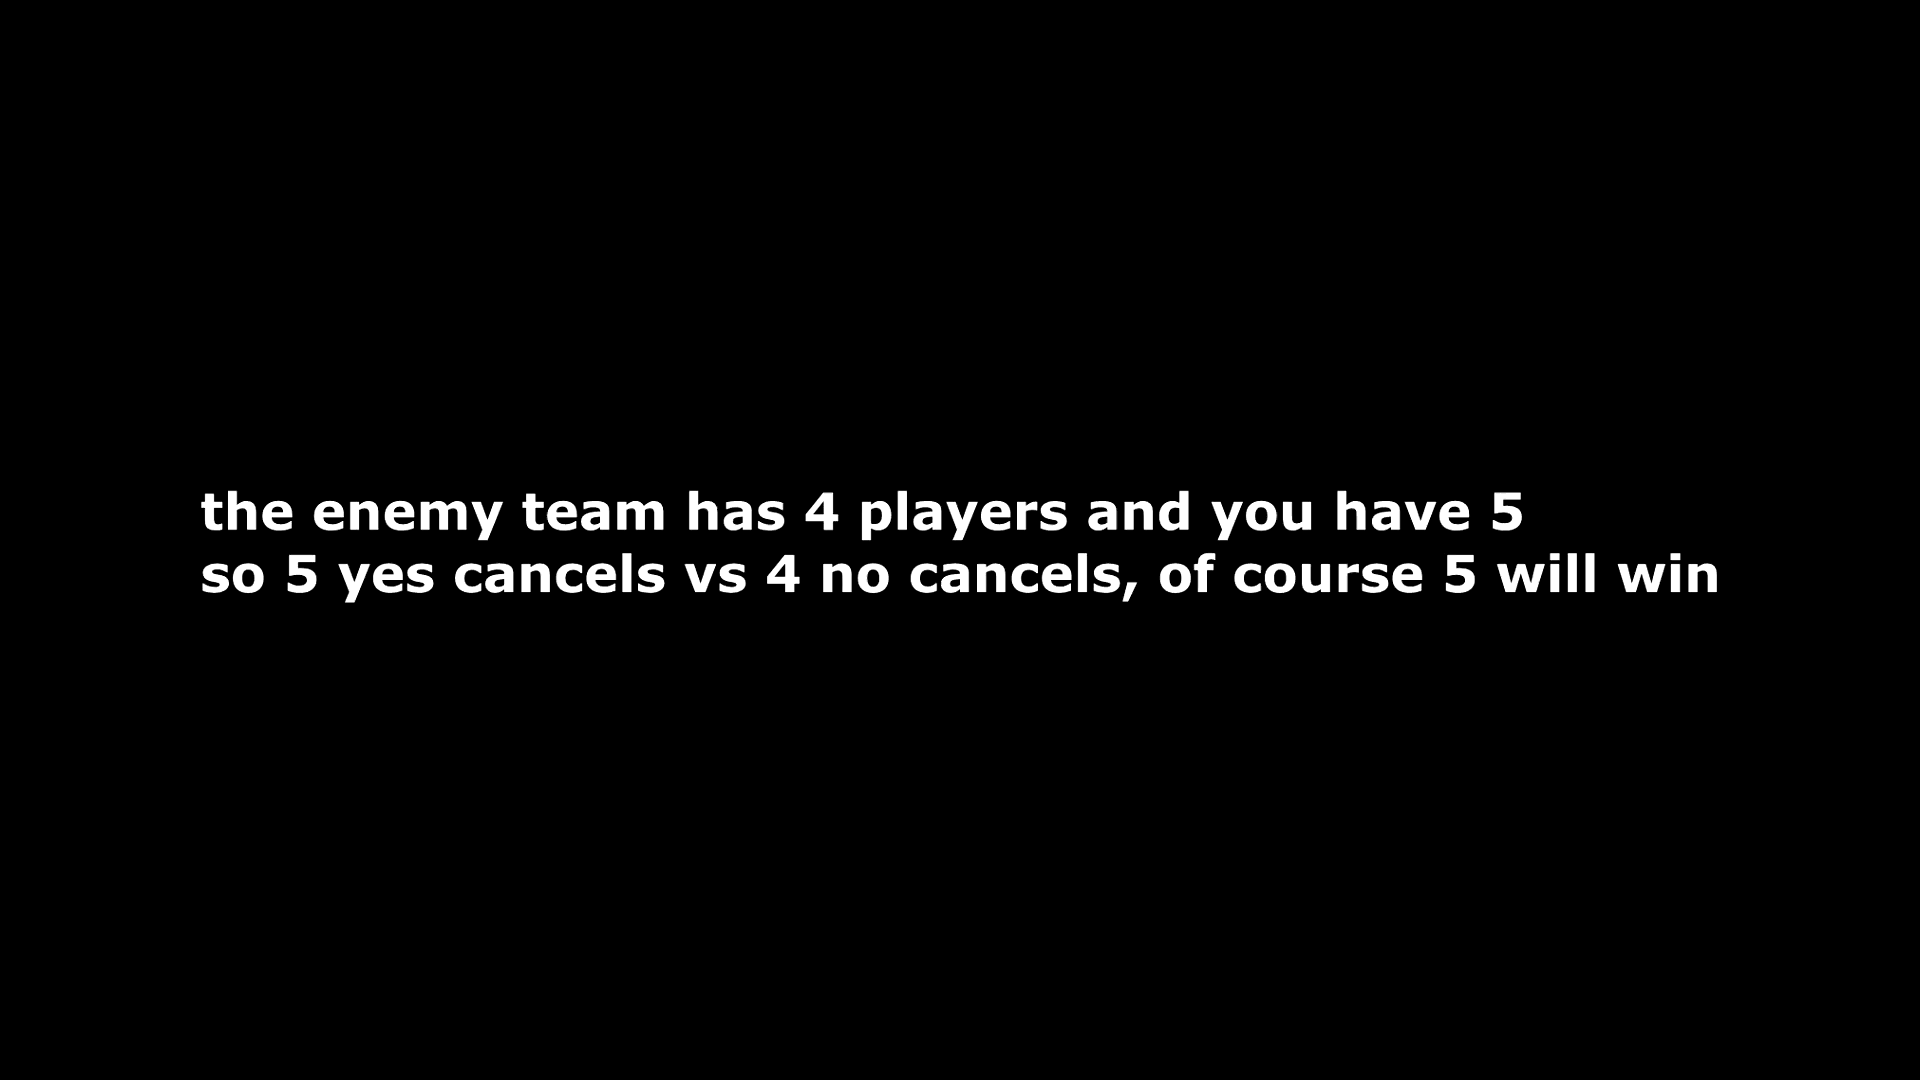 the enemy team has 4 players and you have 5
so 5 yes cancels vs 4 no cancels, of course 5 will win